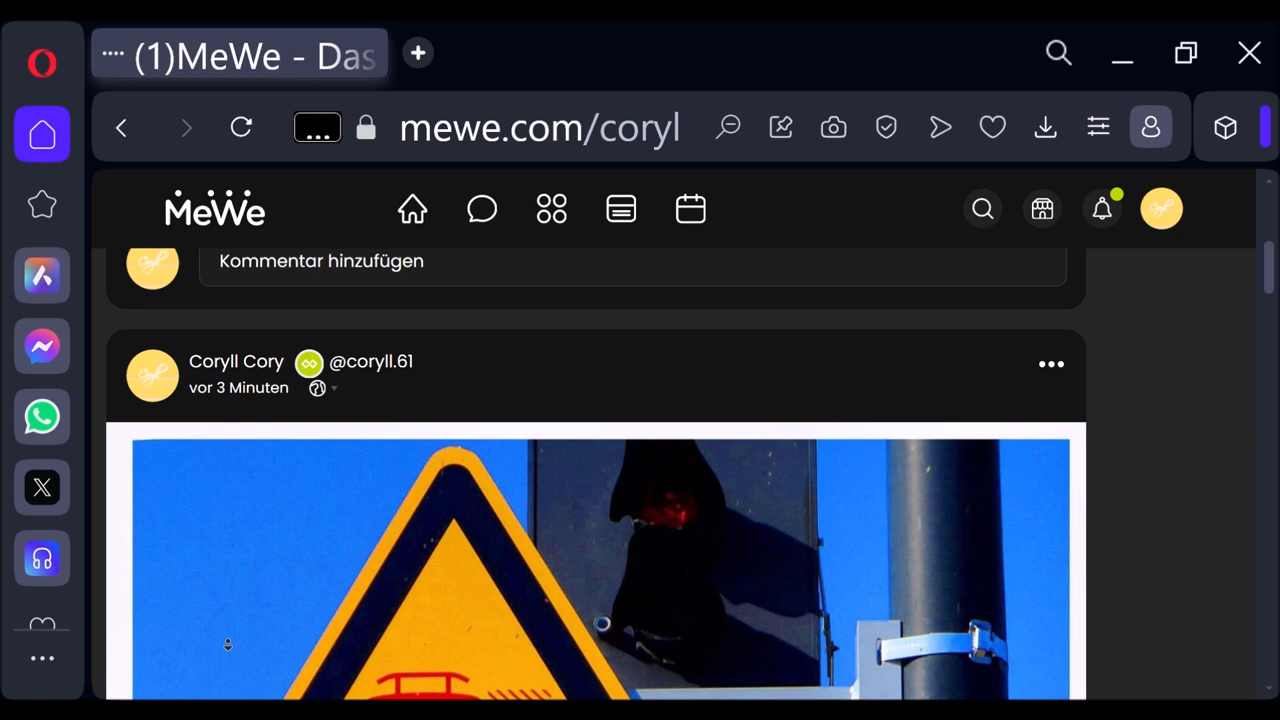 (1)MeWe - Das
mewe.com/coryl
MeWe
Kommentar hinzufügen
Coryll Cory @coryll.61
vor 3 Minuten